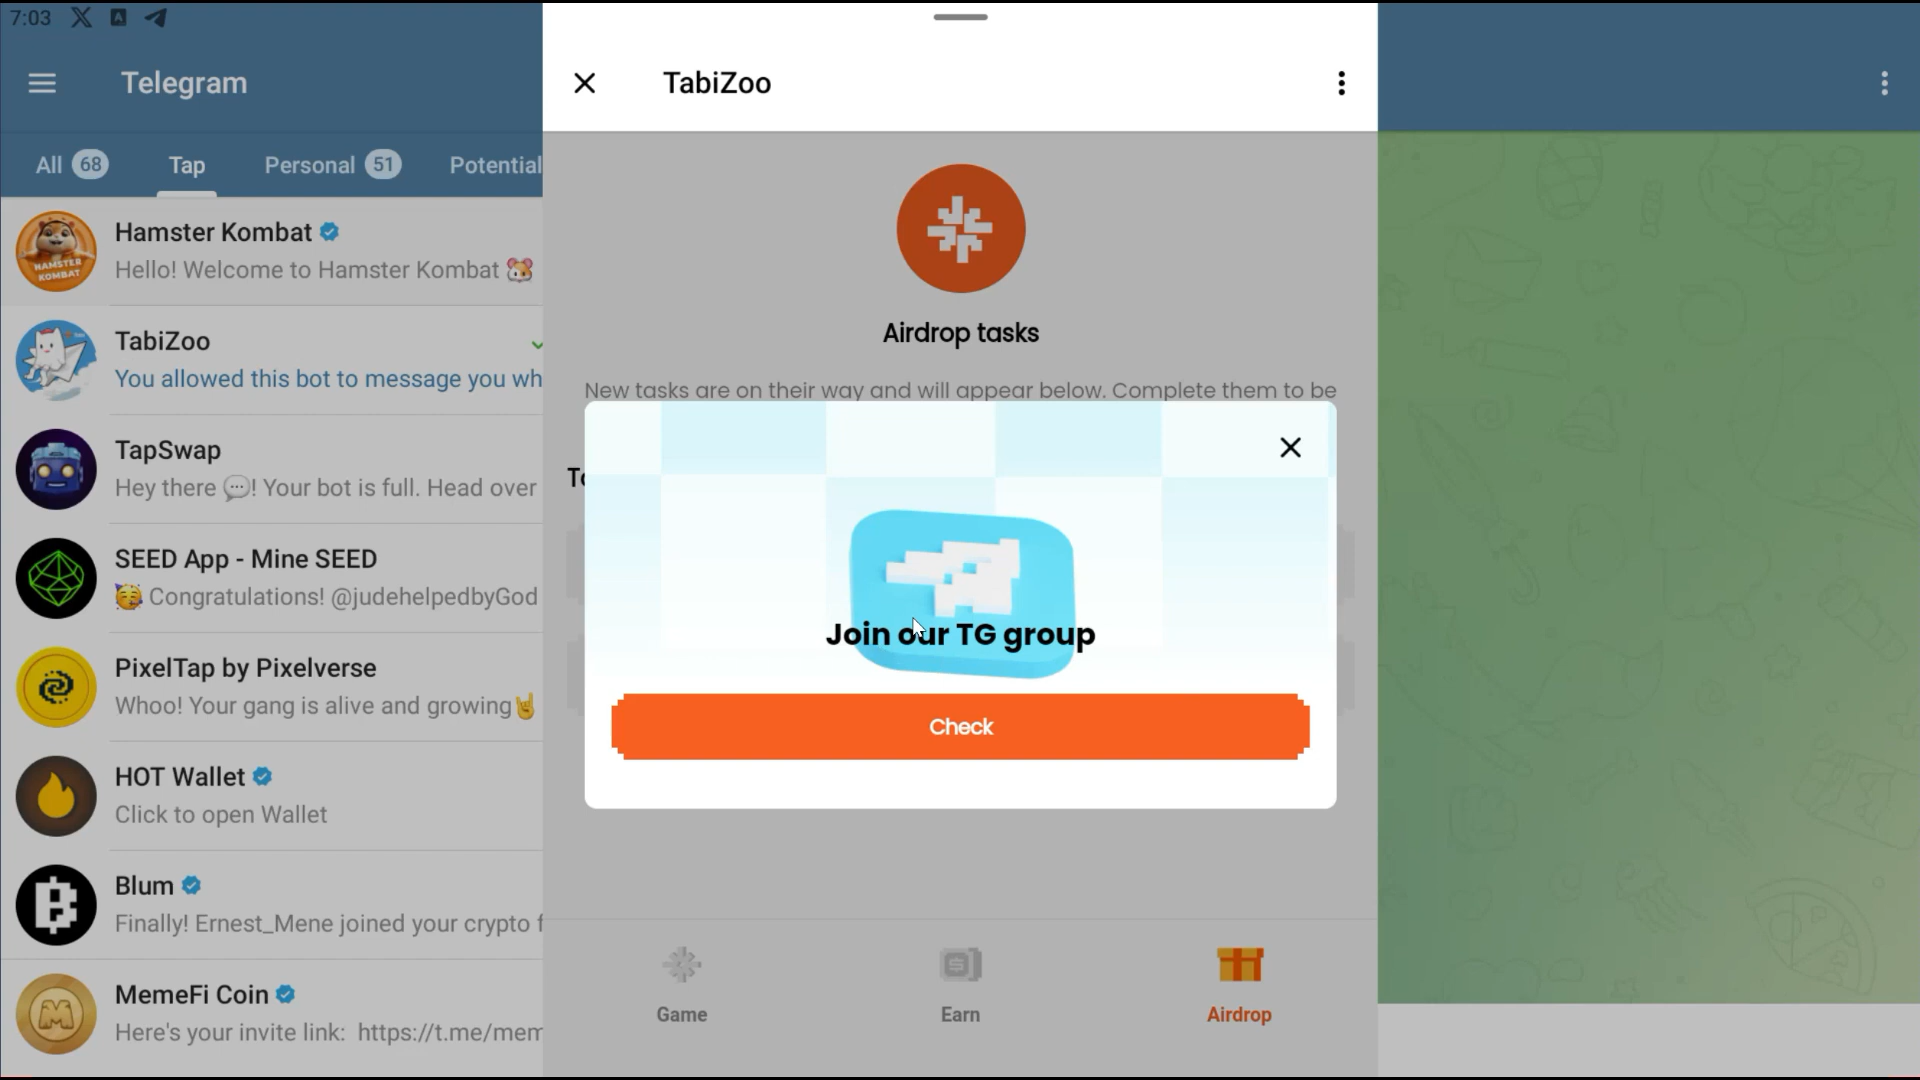 7:03
Telegram
All 68
Tap
Personal 51
Potential
Hamster Kombat
Hello! Welcome to Hamster Kombat 🐹
HAMSTER
KOMBAT
TabiZoo
You allowed this bot to message you wh
TapSwap
Hey there 💬! Your bot is full. Head over
SEED App - Mine SEED
🥳 Congratulations! @judehelpedbyGod
PixelTap by Pixelverse
Whoo! Your gang is alive and growing🤘
HOT Wallet
Click to open Wallet
Blum
Finally! Ernest_Mene joined your crypto f
MemeFi Coin
Here's your invite link: https://t.me/mem
TabiZoo
Airdrop tasks
New tasks are on their way and will appear below. Complete them to be
Join our TG group
Check
Game
Earn
Airdrop